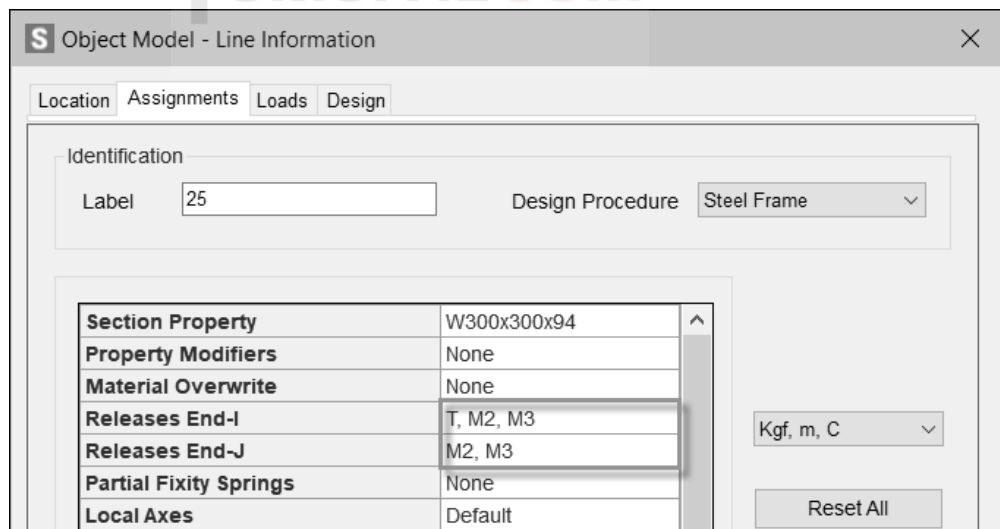 S Object Model - Line Information
Location Assignments Loads Design
Identification
Label 25 Design Procedure Steel Frame
Section Property W300x300x94
Property Modifiers None
Material Overwrite None
Releases End-I T, M2, M3
Releases End-J M2, M3
Partial Fixity Springs None
Local Axes Default
Kgf, m, C
Reset All